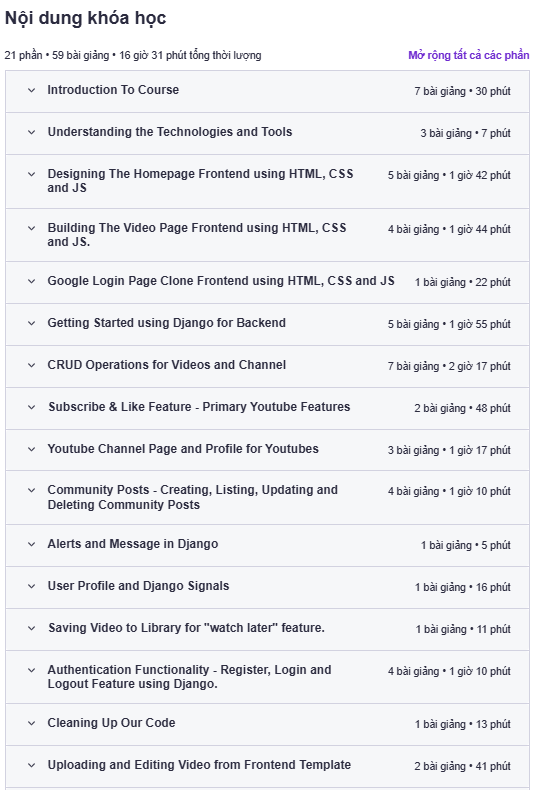 Nội dung khóa học
21 phần • 59 bài giảng • 16 giờ 31 phút tổng thời lượng
Mở rộng tất cả các phần
Introduction To Course
7 bài giảng • 30 phút
Understanding the Technologies and Tools
3 bài giảng • 7 phút
Designing The Homepage Frontend using HTML, CSS
and JS
5 bài giảng • 1 giờ 42 phút
Building The Video Page Frontend using HTML, CSS
and JS.
4 bài giảng • 1 giờ 44 phút
Google Login Page Clone Frontend using HTML, CSS and JS
1 bài giảng • 22 phút
Getting Started using Django for Backend
5 bài giảng • 1 giờ 55 phút
CRUD Operations for Videos and Channel
7 bài giảng • 2 giờ 17 phút
Subscribe & Like Feature - Primary Youtube Features
2 bài giảng • 48 phút
Youtube Channel Page and Profile for Youtubes
3 bài giảng • 1 giờ 17 phút
Community Posts - Creating, Listing, Updating and
Deleting Community Posts
4 bài giảng • 1 giờ 10 phút
Alerts and Message in Django
1 bài giảng • 5 phút
User Profile and Django Signals
1 bài giảng • 16 phút
Saving Video to Library for "watch later" feature.
1 bài giảng • 11 phút
Authentication Functionality - Register, Login and
Logout Feature using Django.
4 bài giảng • 1 giờ 10 phút
Cleaning Up Our Code
1 bài giảng • 13 phút
Uploading and Editing Video from Frontend Template
2 bài giảng • 41 phút